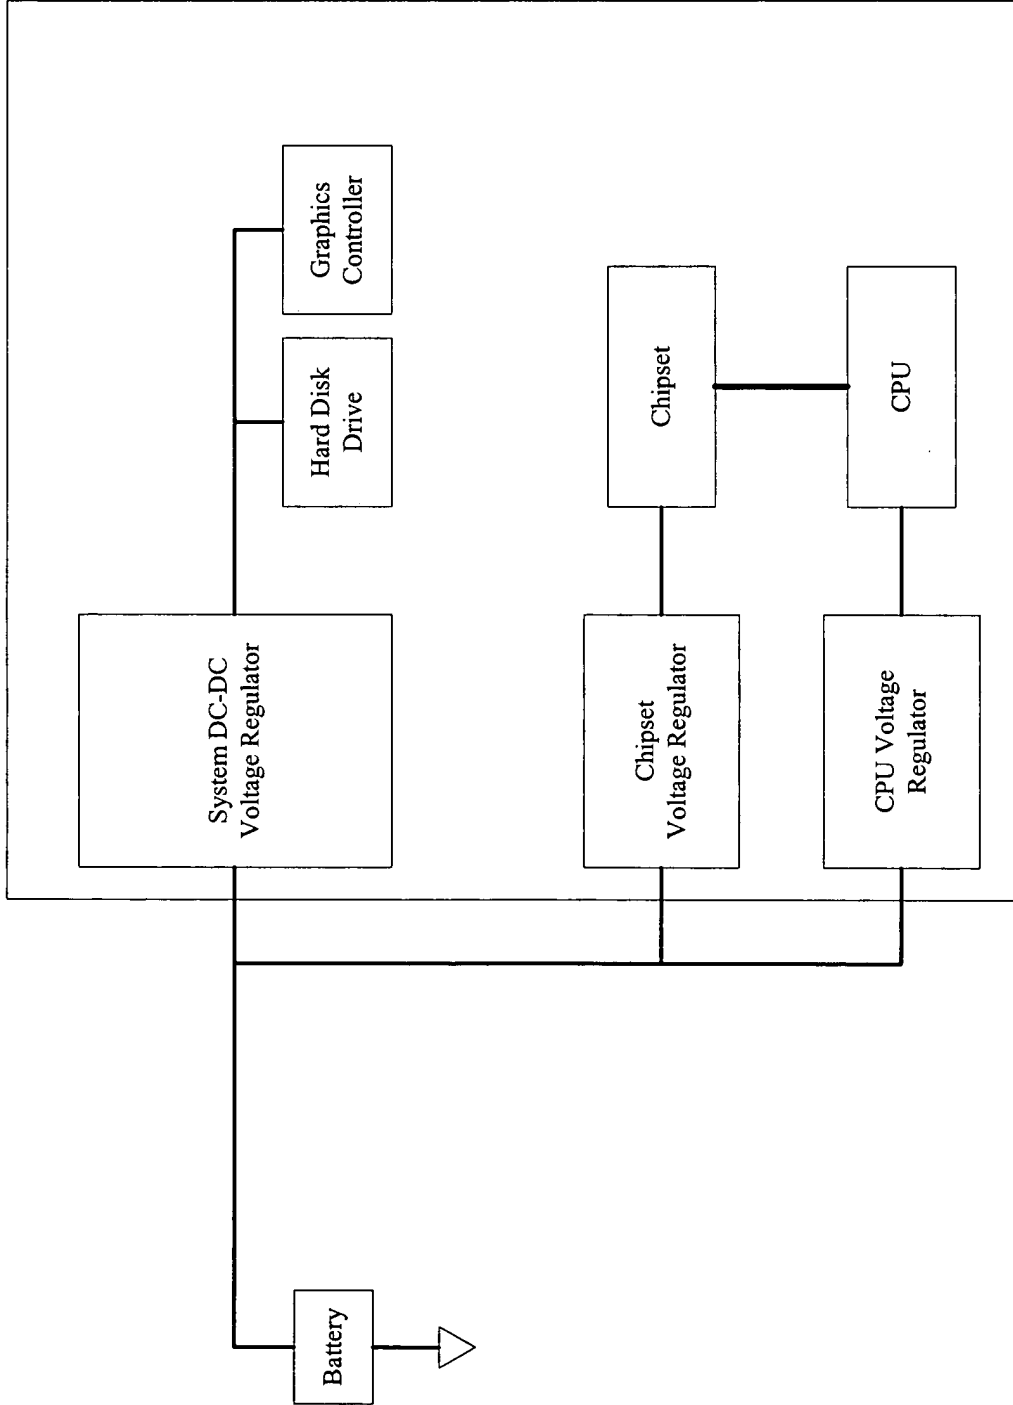 Battery
System DC-DC
Voltage Regulator
Hard Disk
Drive
Graphics
Controller
Chipset
Voltage Regulator
Chipset
CPU Voltage
Regulator
CPU